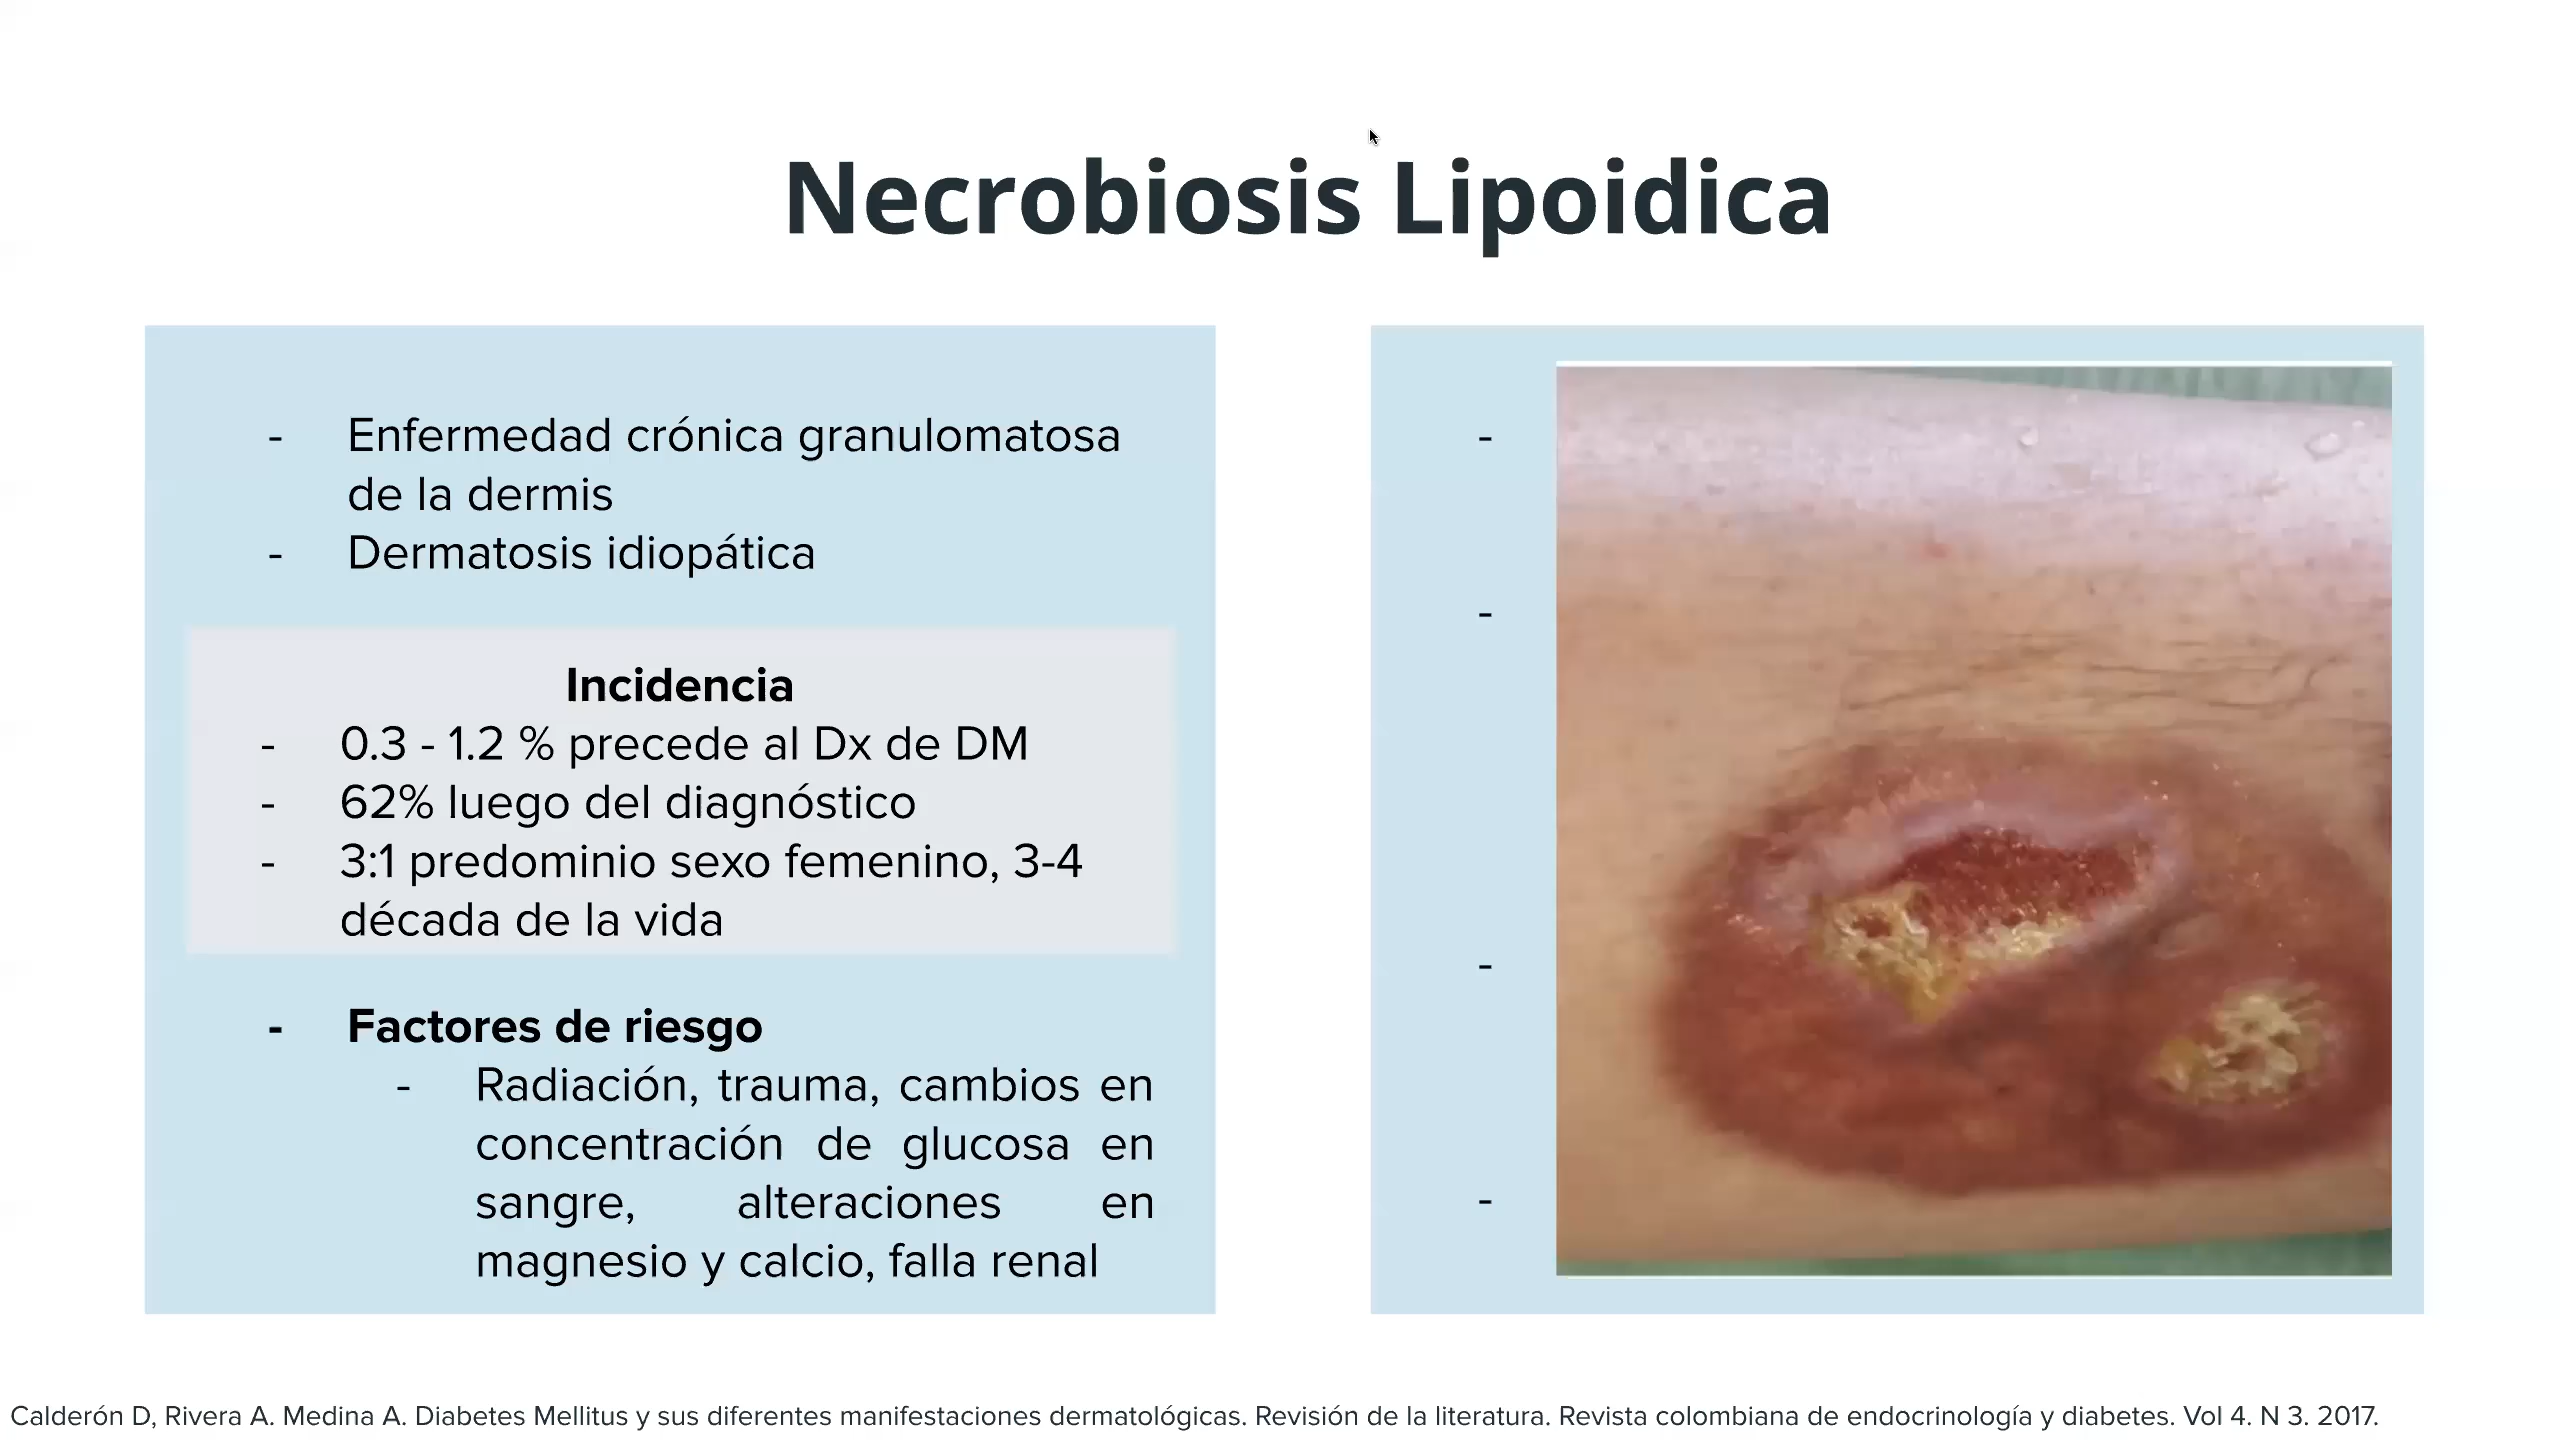 Necrobiosis Lipoidica
- Enfermedad crónica granulomatosa
de la dermis
- Dermatosis idiopática
Incidencia
- 0.3 - 1.2 % precede al Dx de DM
- 62% luego del diagnóstico
- 3:1 predominio sexo femenino, 3-4
década de la vida
- Factores de riesgo
- Radiación, trauma, cambios en
concentración de glucosa en
sangre, alteraciones en
magnesio y calcio, falla renal
-
-
-
-
Calderón D, Rivera A. Medina A. Diabetes Mellitus y sus diferentes manifestaciones dermatológicas. Revisión de la literatura. Revista colombiana de endocrinología y diabetes. Vol 4. N 3. 2017.